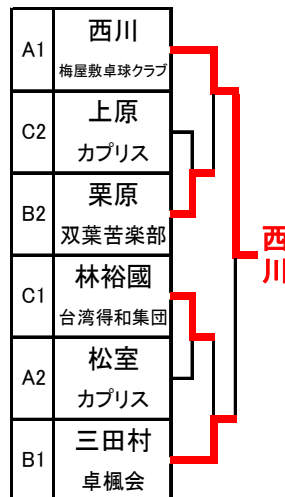 A1
西川
梅屋敷卓球クラブ
C2
上原
カプリス
B2
栗原
双葉苦楽部
C1
林裕國
台湾得和集団
A2
松室
カプリス
B1
三田村
卓楓会
西川